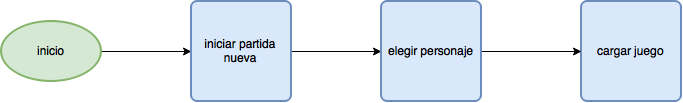 inicio
iniciar partida
nueva
elegir personaje
cargar juego